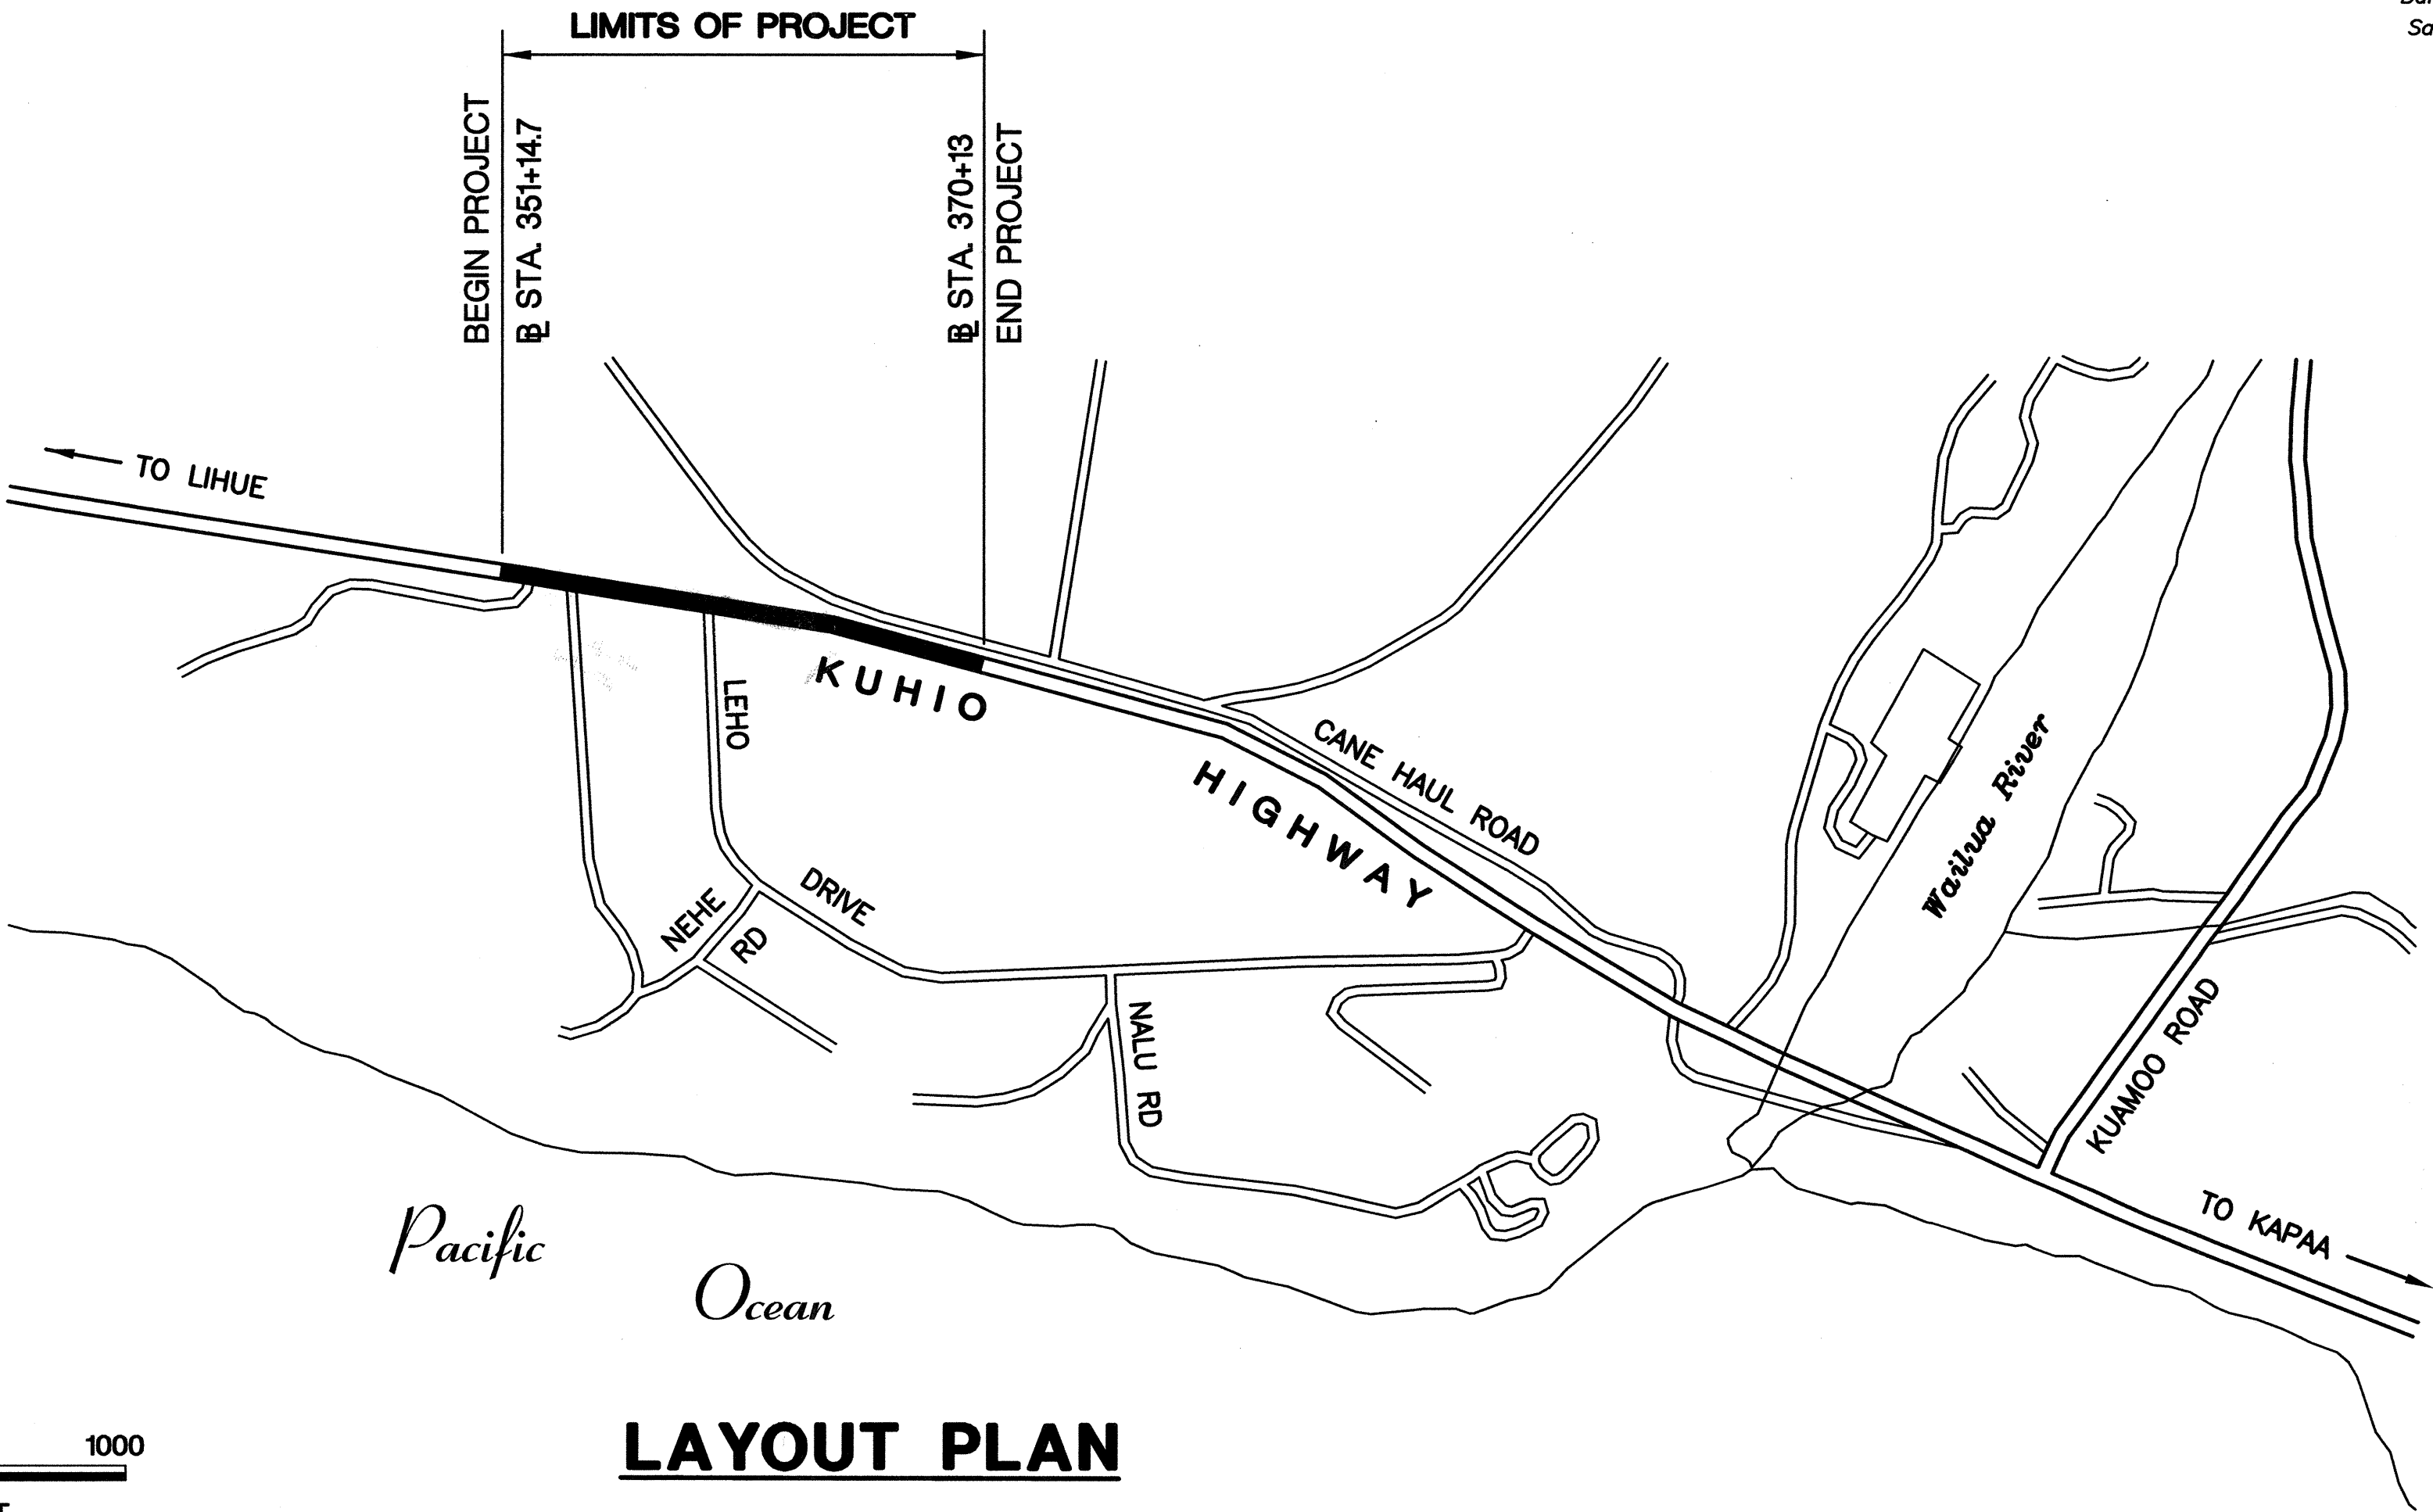 LIMITS OF PROJECT
BEGIN PROJECT
BL STA. 351+14.7
BL STA. 370+13
END PROJECT
TO LIHUE
KUHIO
HIGHWAY
LEHO
DRIVE
CANE HAUL ROAD
NEHE
RD
NALU RD
Wailua River
KUAMOO ROAD
TO KAPAA
Pacific
Ocean
1000
LAYOUT PLAN